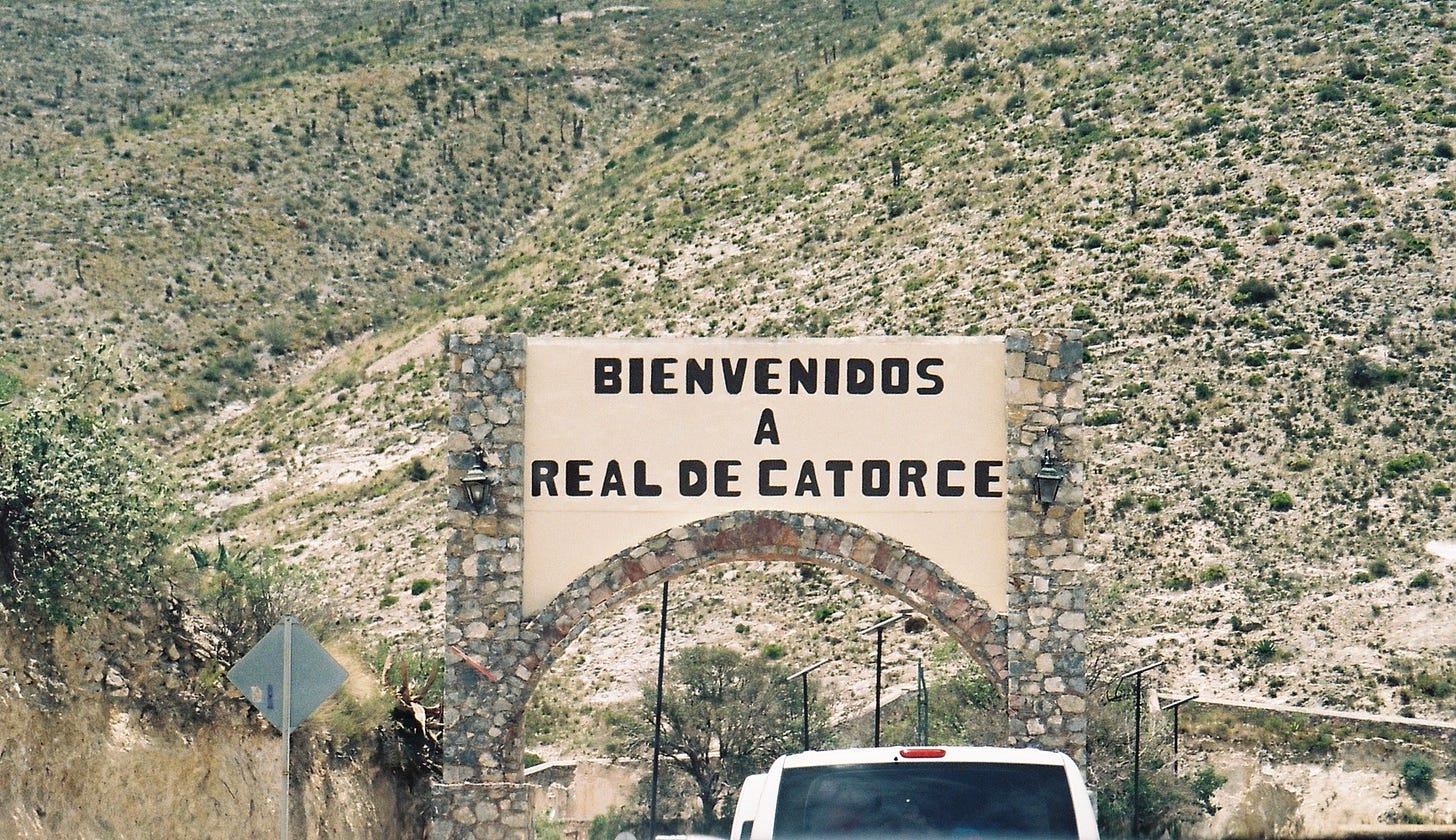 BIENVENIDOS
A
REAL DE CATORCE